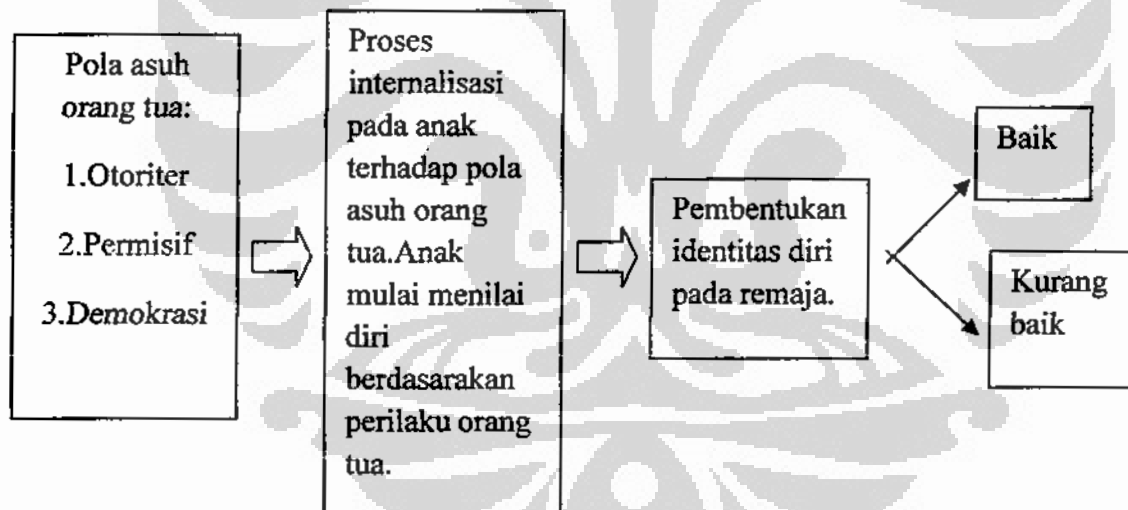 Pola asuh
orang tua:
1.Otoriter
2.Permisif
3.Demokrasi
Proses
internalisasi
pada anak
terhadap pola
asuh orang
tua.Anak
mulai menilai
diri
berdasarakan
perilaku orang
tua.
Pembentukan
identitas diri
pada remaja.
Baik
Kurang
baik